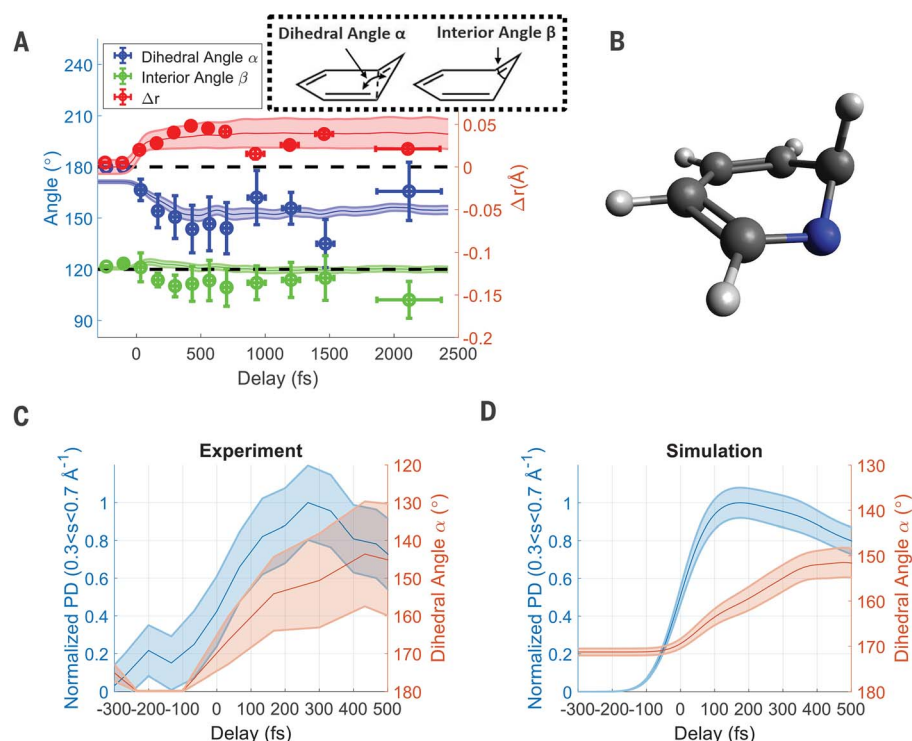 A
B
Dihedral Angle α
Interior Angle β
Dihedral Angle α
Interior Angle β
Δr
240
210
180
150
120
90
Angle (°)
0.05
0
-0.05
-0.1
-0.15
-0.2
Δr(Å)
0
500
1000
1500
2000
2500
Delay (fs)
C
D
Experiment
Simulation
Normalized PD (0.3<s<0.7 Å⁻¹)
1
0.8
0.6
0.4
0.2
0
120
130
140
150
160
170
180
Dihedral Angle α (°)
-300-200-100 0 100 200 300 400 500
Delay (fs)
Normalized PD (0.3<s<0.7 Å⁻¹)
1
0.8
0.6
0.4
0.2
0
130
140
150
160
170
180
Dihedral Angle α (°)
-300-200-100 0 100 200 300 400 500
Delay (fs)